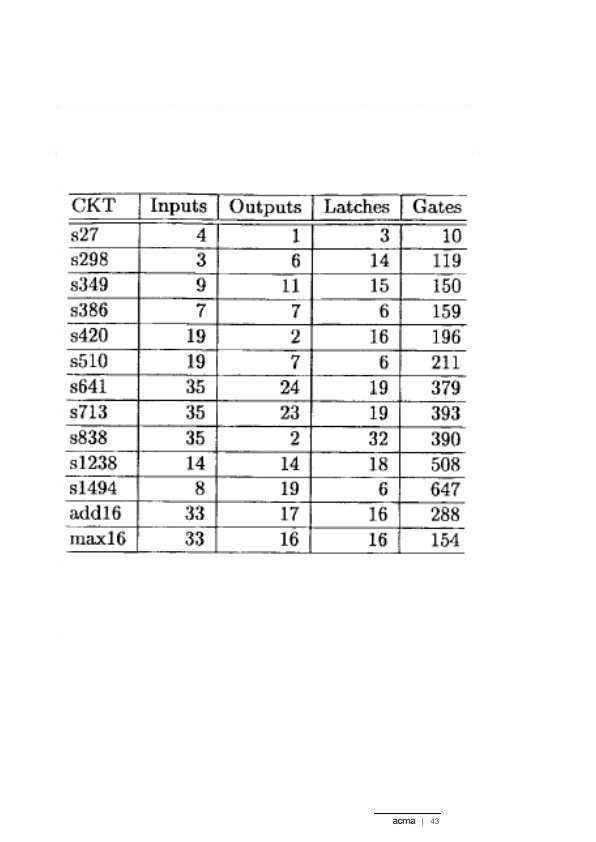 CKT Inputs Outputs Latches Gates
s27 4 1 3 10
s298 3 6 14 119
s349 9 11 15 150
s386 7 7 6 159
s420 19 2 16 196
s510 19 7 6 211
s641 35 24 19 379
s713 35 23 19 393
s838 35 2 32 390
s1238 14 14 18 508
s1494 8 19 6 647
add16 33 17 16 288
max16 33 16 16 154
acma | 43